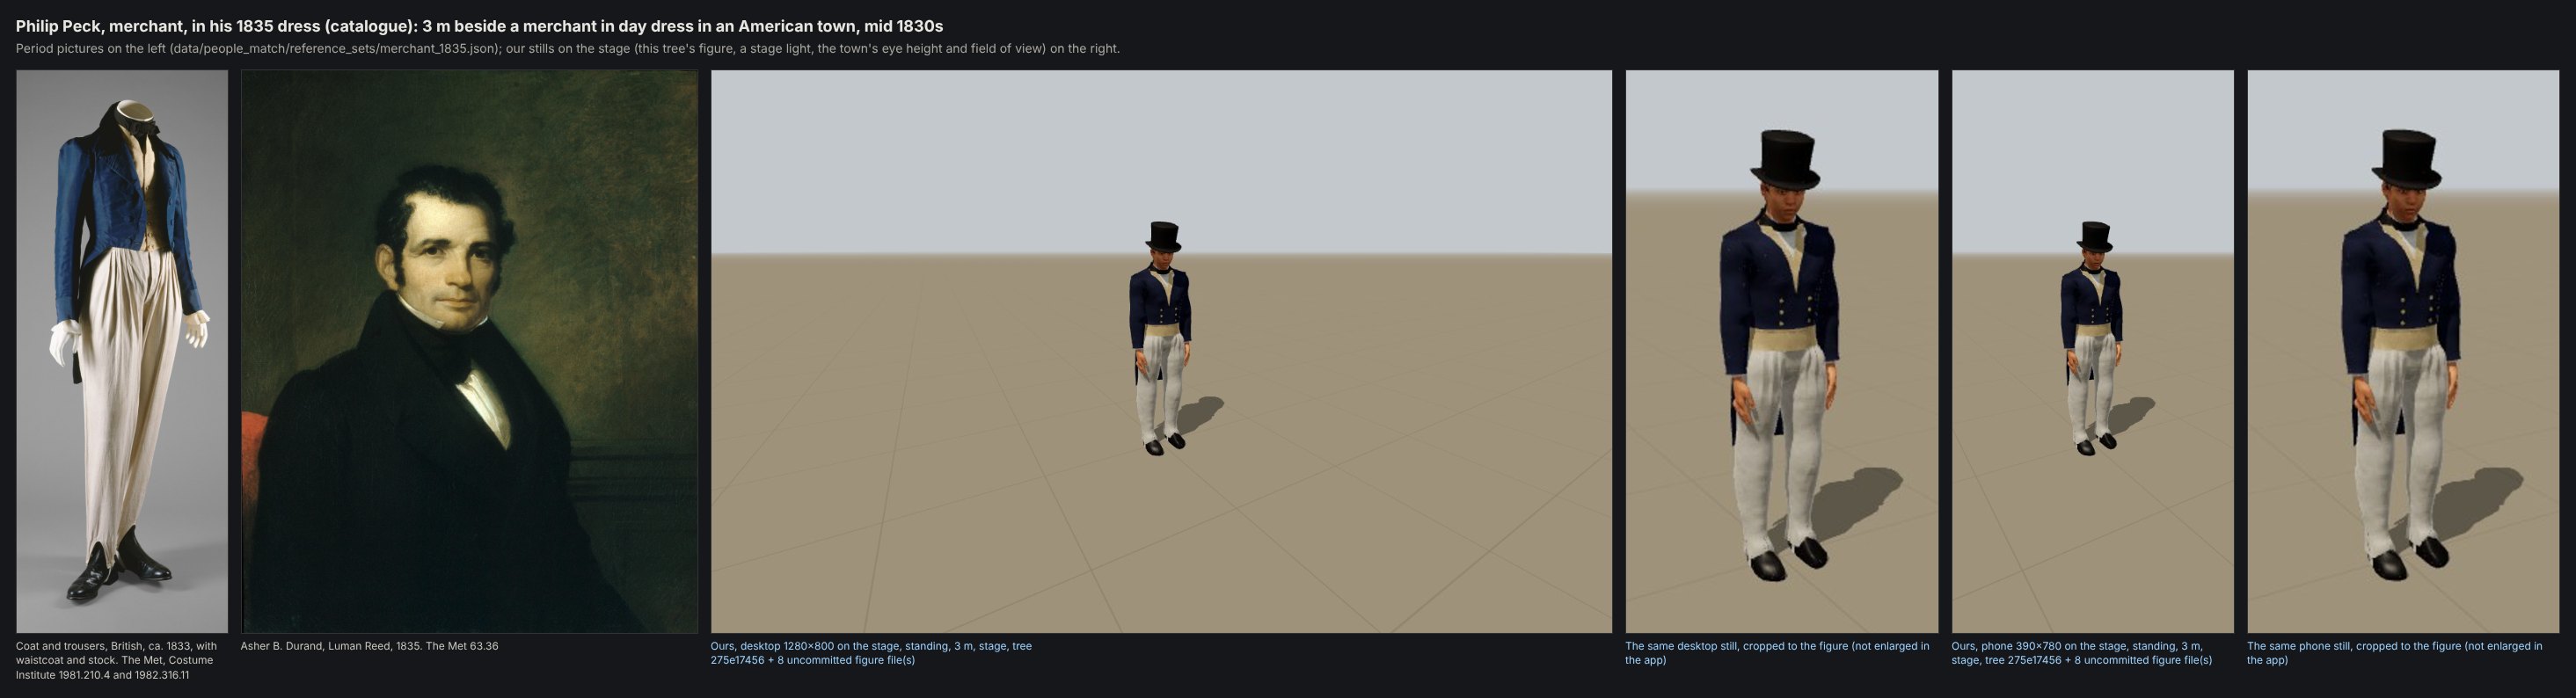 Philip Peck, merchant, in his 1835 dress (catalogue): 3 m beside a merchant in day dress in an American town, mid 1830s
Period pictures on the left (data/people_match/reference_sets/merchant_1835.json); our stills on the stage (this tree's figure, a stage light, the town's eye height and field of view) on the right.
Coat and trousers, British, ca. 1833, with
waistcoat and stock. The Met, Costume
Institute 1981.210.4 and 1982.316.11
Asher B. Durand, Luman Reed, 1835. The Met 63.36
Ours, desktop 1280×800 on the stage, standing, 3 m, stage, tree
275e17456 + 8 uncommitted figure file(s)
The same desktop still, cropped to the figure (not enlarged in
the app)
Ours, phone 390×780 on the stage, standing, 3 m,
stage, tree 275e17456 + 8 uncommitted figure file(s)
The same phone still, cropped to the figure (not enlarged in
the app)